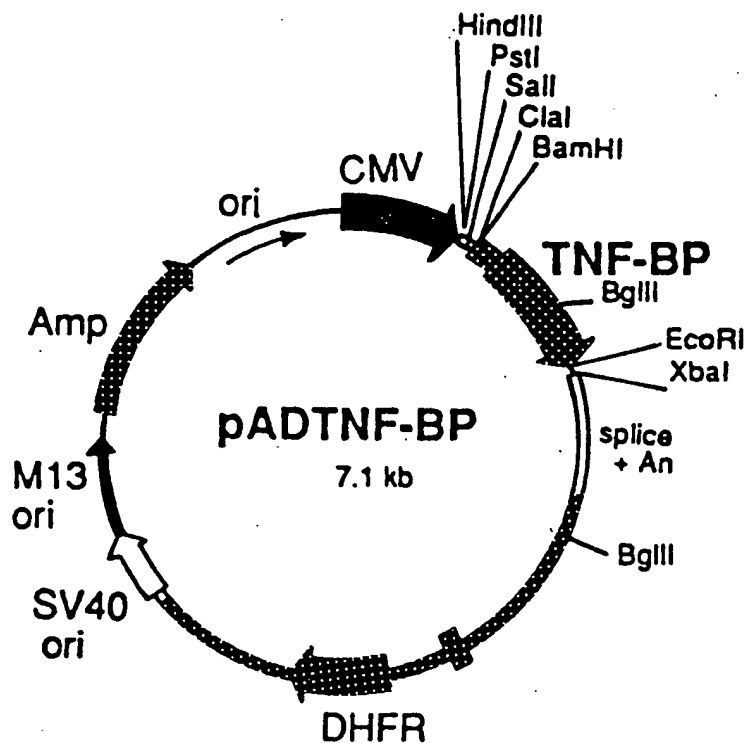 HindIII
PstI
SalI
ClaI
BamHI
CMV
ori
TNF-BP
BglII
EcoRI
XbaI
Amp
pADTNF-BP
7.1 kb
splice
+ An
M13
ori
BglII
SV40
ori
DHFR